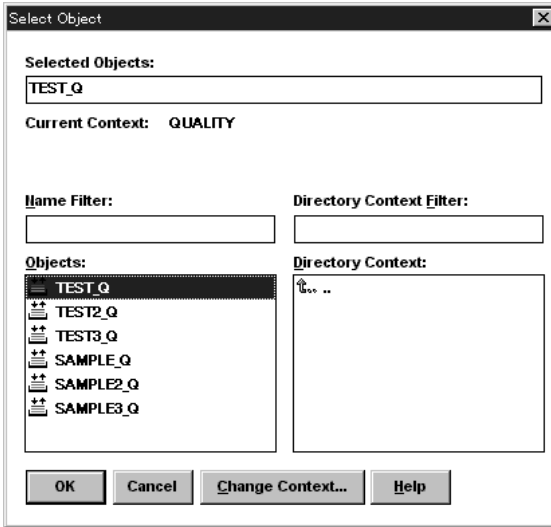 Select Object
Selected Objects:
TEST_Q
Current Context: QUALITY
Name Filter: Directory Context Filter:
Objects: Directory Context:
TEST_Q ..
TEST2_Q
TEST3_Q
SAMPLE_Q
SAMPLE2_Q
SAMPLE3_Q
OK Cancel Change Context... Help